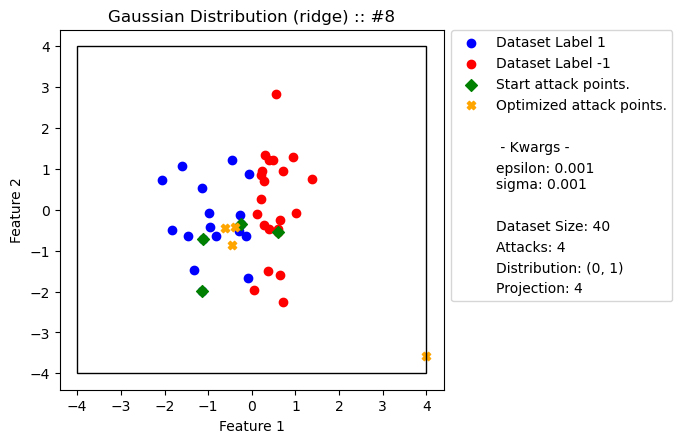 Gaussian Distribution (ridge) :: #8
Feature 2
4
3
2
1
0
−1
−2
−3
−4
−4
−3
−2
−1
0
1
2
3
4
Feature 1
Dataset Label 1
Dataset Label -1
Start attack points.
Optimized attack points.
- Kwargs -
epsilon: 0.001
sigma: 0.001
Dataset Size: 40
Attacks: 4
Distribution: (0, 1)
Projection: 4